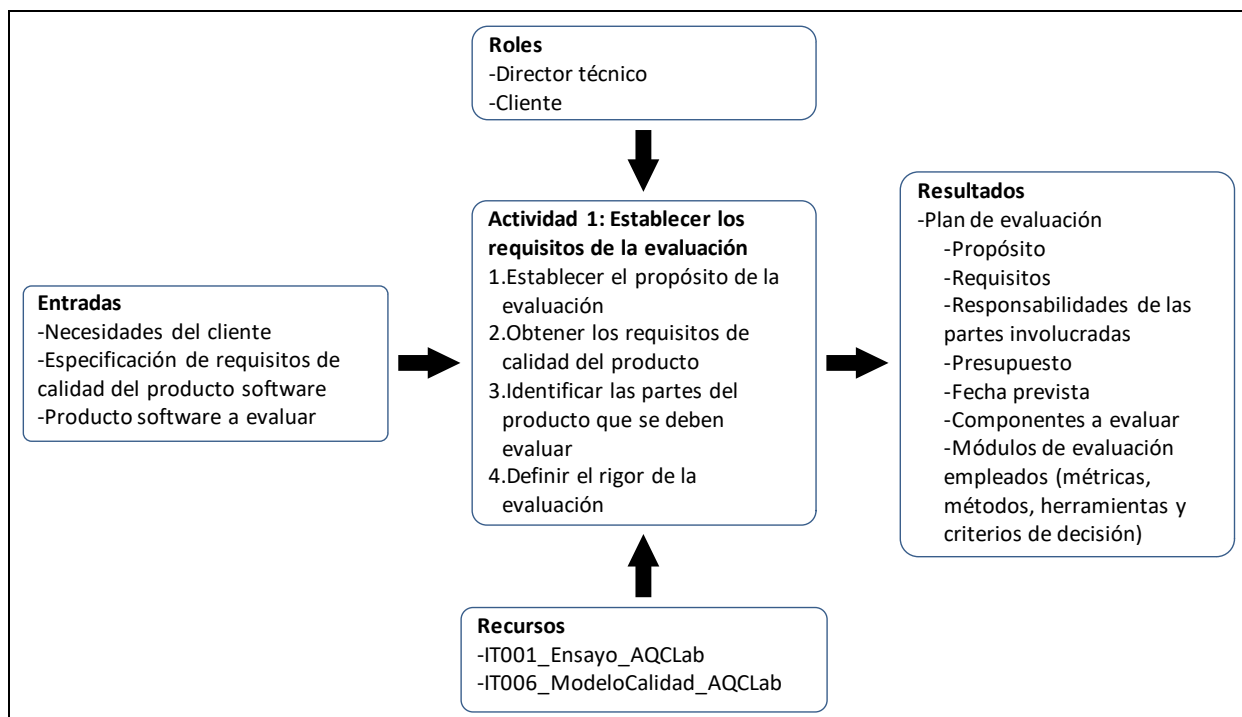 Roles
-Director técnico
-Cliente
Entradas
-Necesidades del cliente
-Especificación de requisitos de
calidad del producto software
-Producto software a evaluar
Actividad 1: Establecer los
requisitos de la evaluación
1.Establecer el propósito de la
evaluación
2.Obtener los requisitos de
calidad del producto
3.Identificar las partes del
producto que se deben
evaluar
4.Definir el rigor de la
evaluación
Resultados
-Plan de evaluación
-Propósito
-Requisitos
-Responsabilidades de las
partes involucradas
-Presupuesto
-Fecha prevista
-Componentes a evaluar
-Módulos de evaluación
empleados (métricas,
métodos, herramientas y
criterios de decisión)
Recursos
-IT001_Ensayo_AQCLab
-IT006_ModeloCalidad_AQCLab